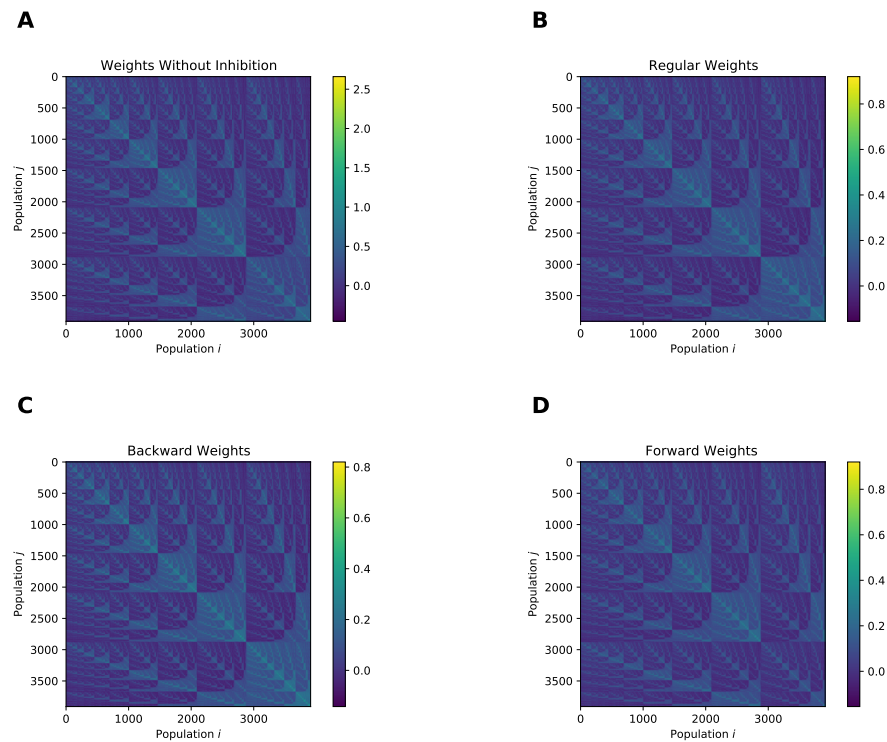 A
Weights Without Inhibition
0
500
1000
1500
2000
2500
3000
3500
Population j
0 1000 2000 3000
Population i
2.5
2.0
1.5
1.0
0.5
0.0
B
Regular Weights
0
500
1000
1500
2000
2500
3000
3500
Population j
0 1000 2000 3000
Population i
0.8
0.6
0.4
0.2
0.0
C
Backward Weights
0
500
1000
1500
2000
2500
3000
3500
Population j
0 1000 2000 3000
Population i
0.8
0.6
0.4
0.2
0.0
D
Forward Weights
0
500
1000
1500
2000
2500
3000
3500
Population j
0 1000 2000 3000
Population i
0.8
0.6
0.4
0.2
0.0